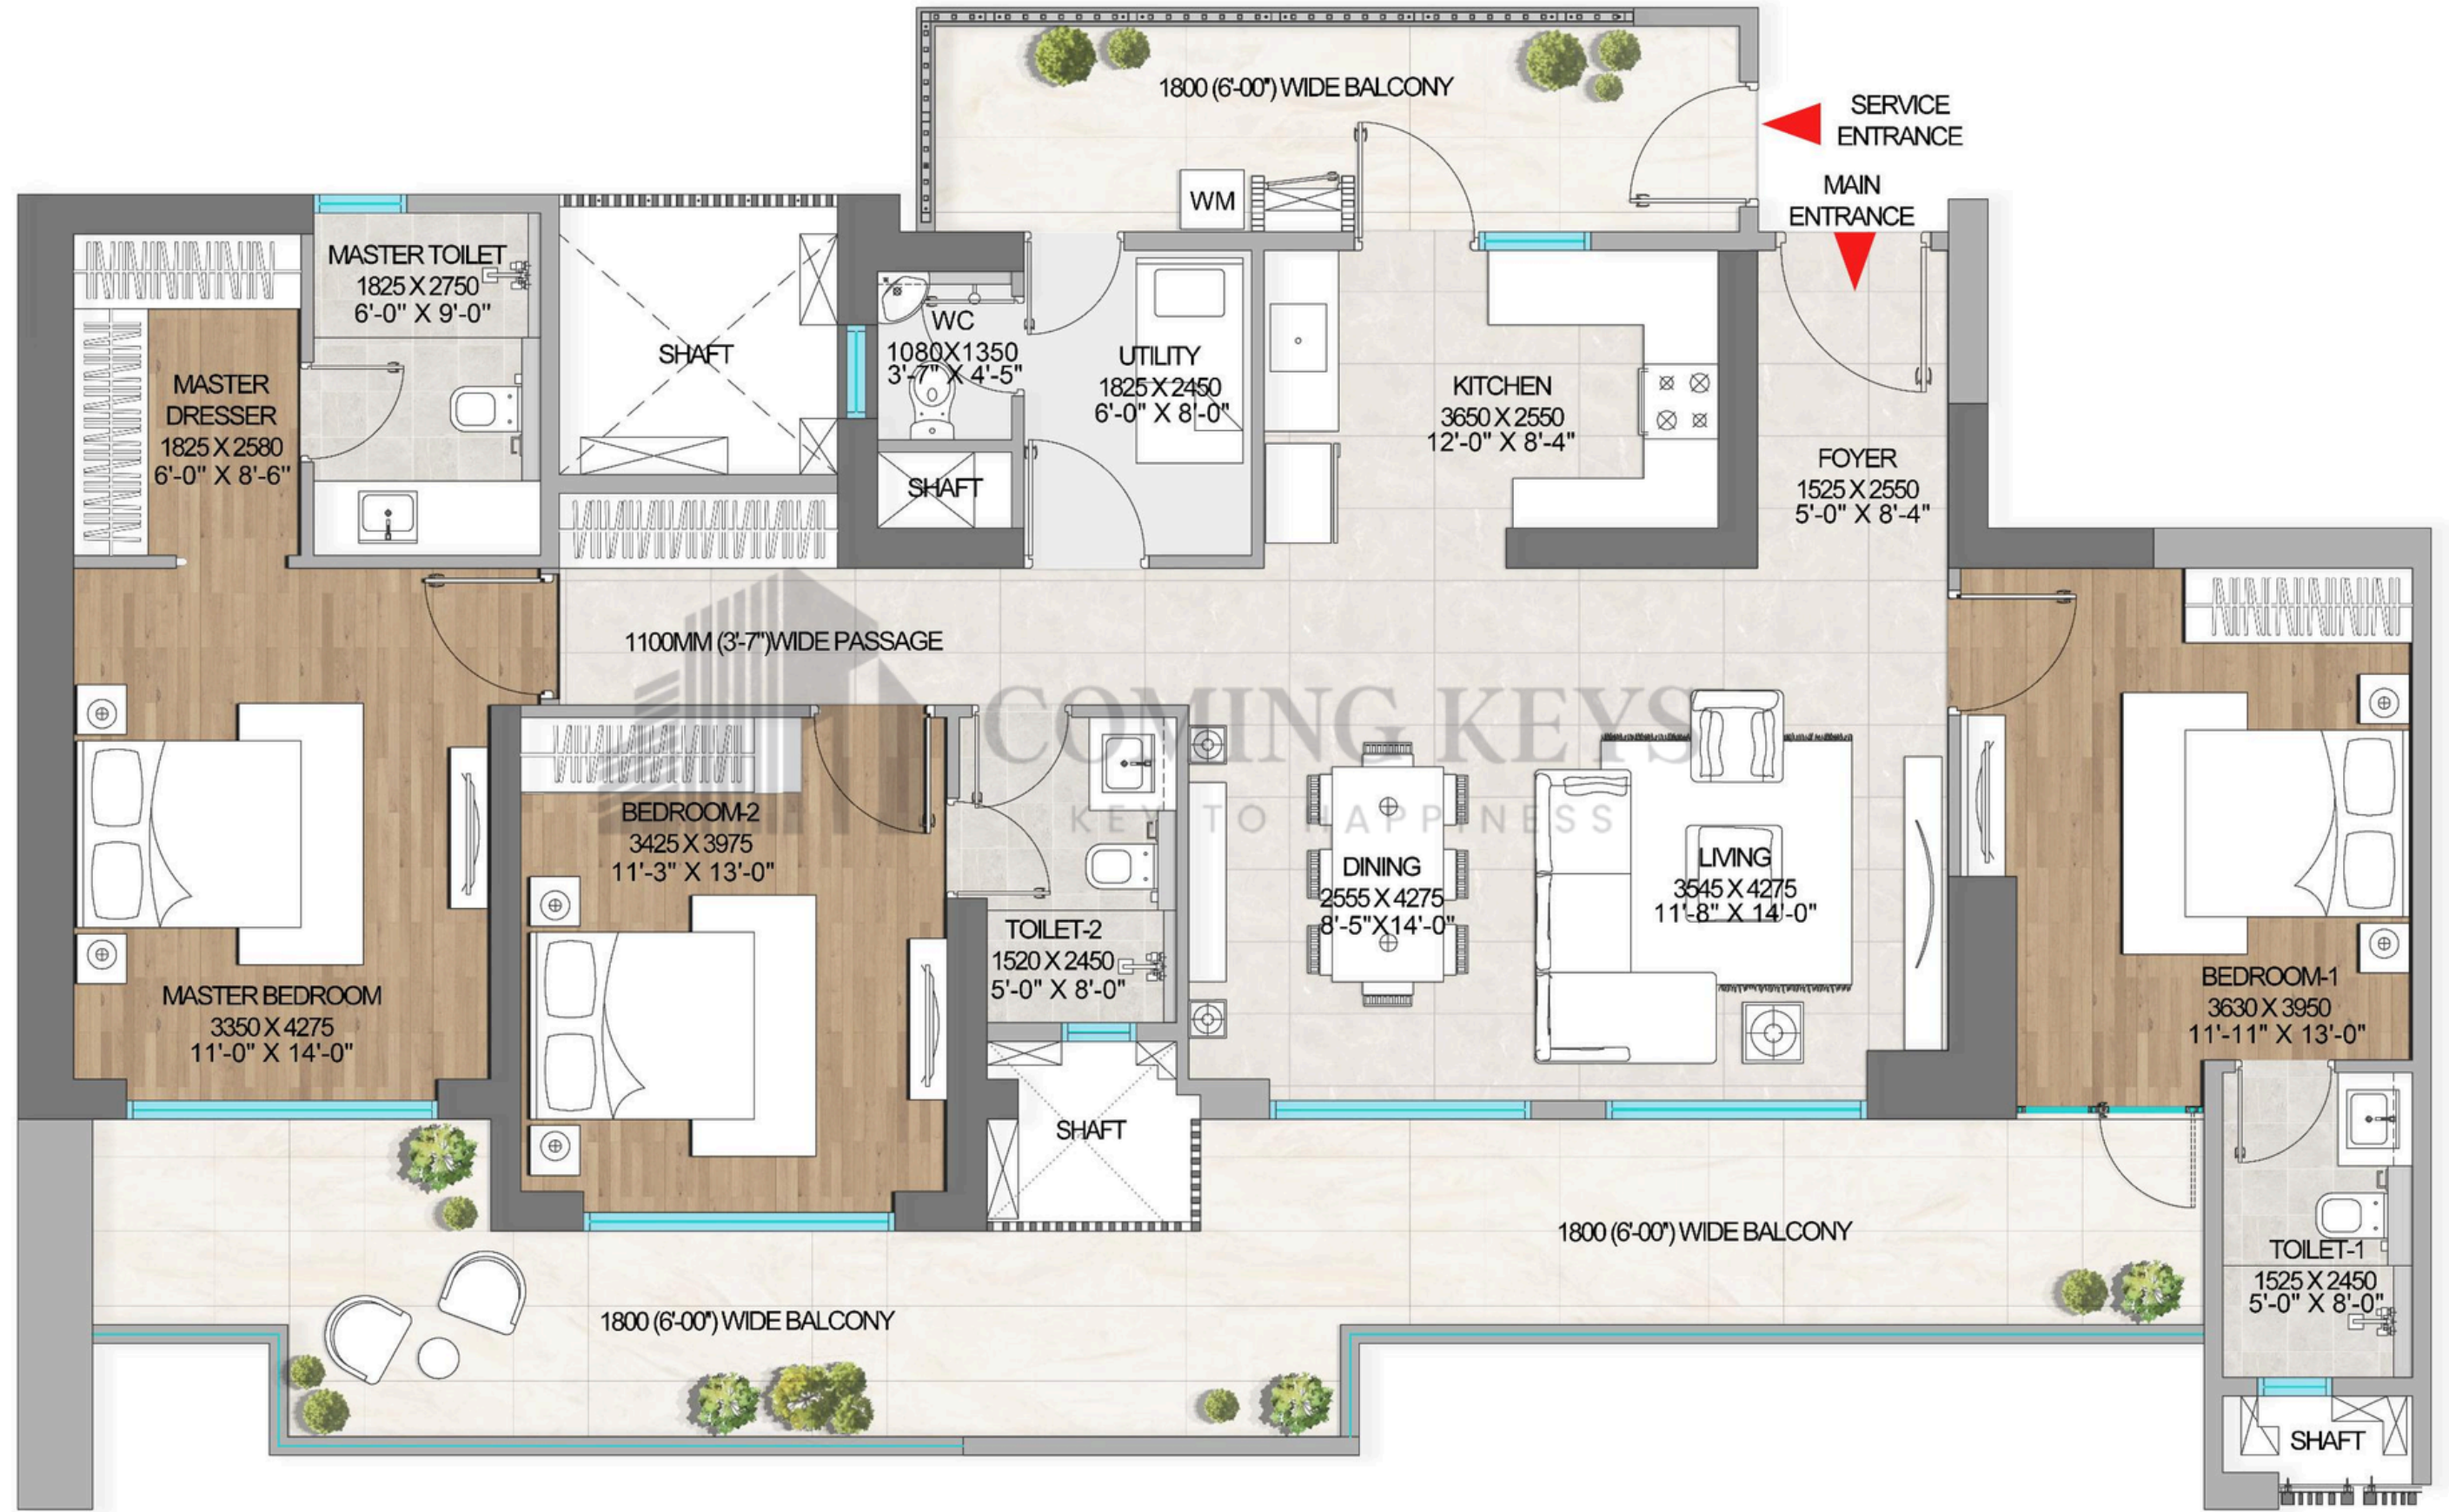 1800 (6'-00") WIDE BALCONY
SERVICE
ENTRANCE
MAIN
ENTRANCE
WM
MASTER TOILET
1825 X 2750
6'-0" X 9'-0"
SHAFT
WC
1080X1350
3'-7" X 4'-5"
UTILITY
1825 X 2450
6'-0" X 8'-0"
KITCHEN
3650 X 2550
12'-0" X 8'-4"
MASTER
DRESSER
1825 X 2580
6'-0" X 8'-6"
FOYER
1525 X 2550
5'-0" X 8'-4"
SHAFT
1100MM (3'-7")WIDE PASSAGE
COMING KEYS
KEY TO HAPPINESS
BEDROOM-2
3425 X 3975
11'-3" X 13'-0"
DINING
2555 X 4275
8'-5"X14'-0"
LIVING
3545 X 4275
11'-8" X 14'-0"
TOILET-2
1520 X 2450
5'-0" X 8'-0"
MASTER BEDROOM
3350 X 4275
11'-0" X 14'-0"
BEDROOM-1
3630 X 3950
11'-11" X 13'-0"
SHAFT
1800 (6'-00") WIDE BALCONY
TOILET-1
1525 X 2450
5'-0" X 8'-0"
1800 (6'-00") WIDE BALCONY
SHAFT